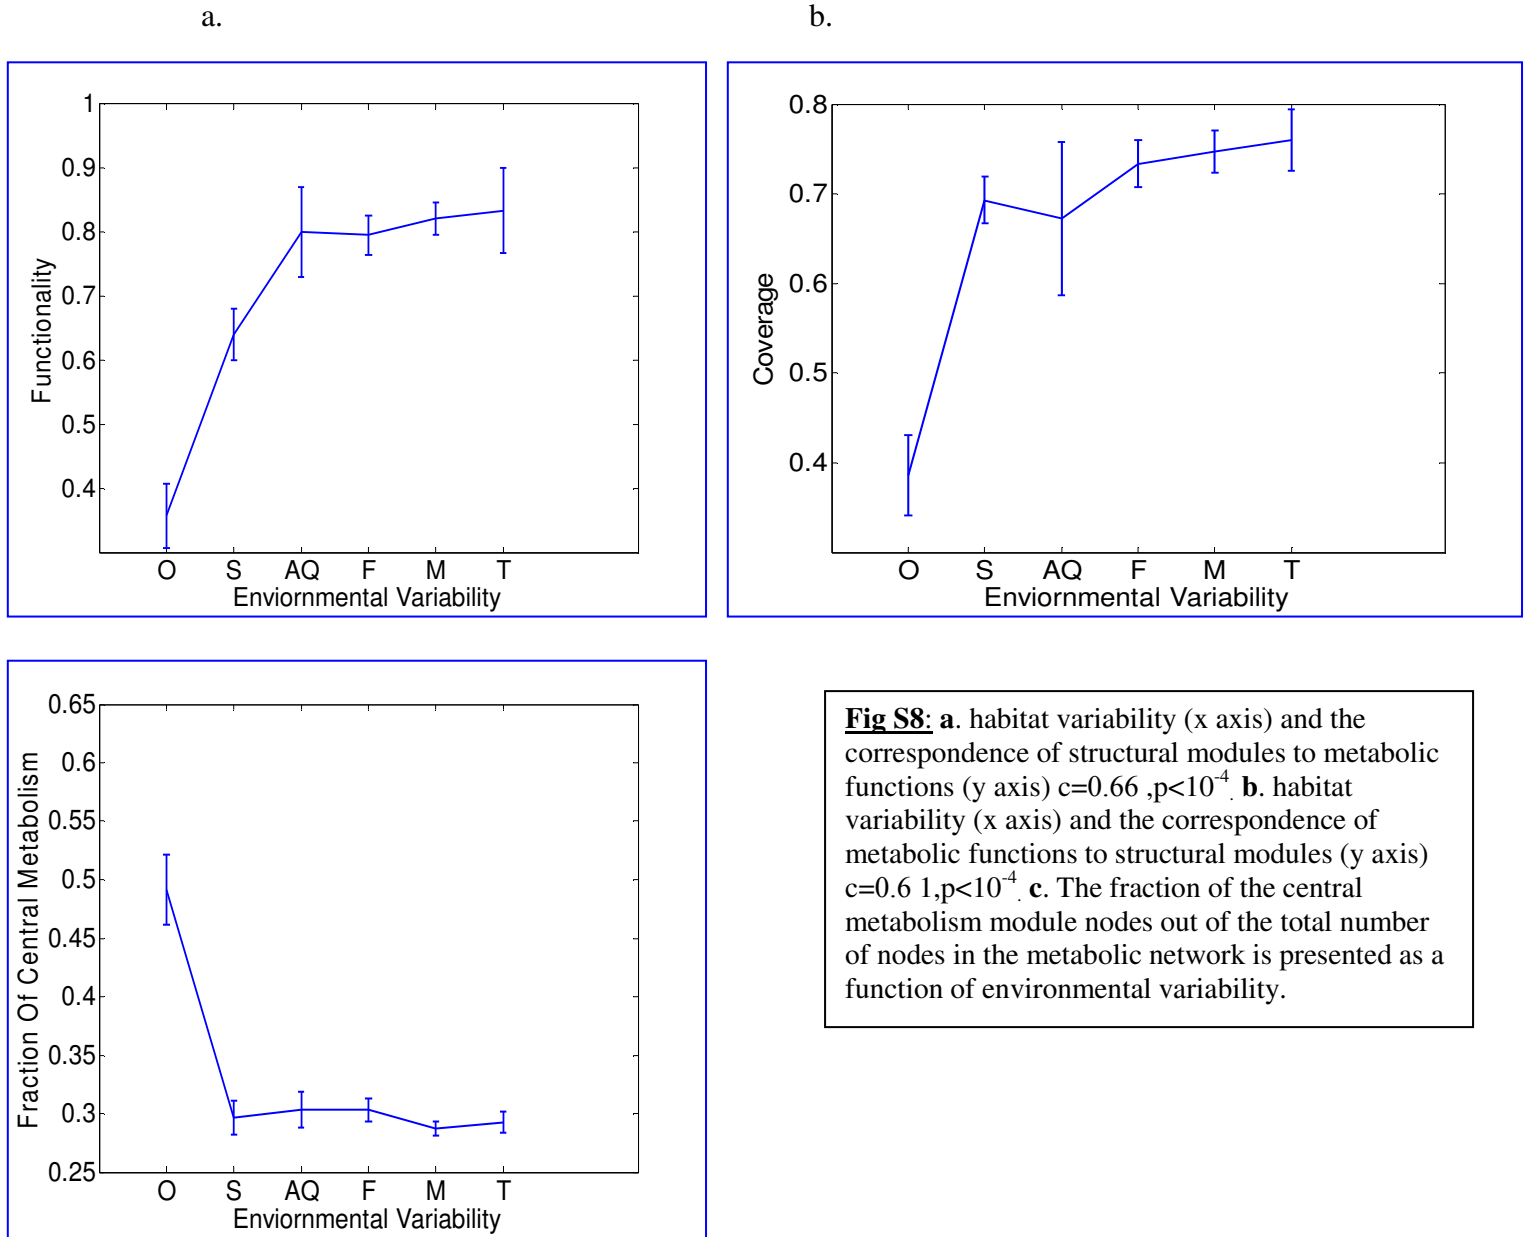 a.
b.
1
0.9
0.8
0.7
0.6
0.5
0.4
Functionality
O S AQ F M T
Enviornmental Variability
0.8
0.7
0.6
0.5
0.4
Coverage
O S AQ F M T
Enviornmental Variability
0.65
0.6
0.55
0.5
0.45
0.4
0.35
0.3
0.25
Fraction Of Central Metabolism
O S AQ F M T
Enviornmental Variability
Fig S8: a. habitat variability (x axis) and the
correspondence of structural modules to metabolic
functions (y axis) c=0.66 ,p<10-4. b. habitat
variability (x axis) and the correspondence of
metabolic functions to structural modules (y axis)
c=0.6 1,p<10-4. c. The fraction of the central
metabolism module nodes out of the total number
of nodes in the metabolic network is presented as a
function of environmental variability.